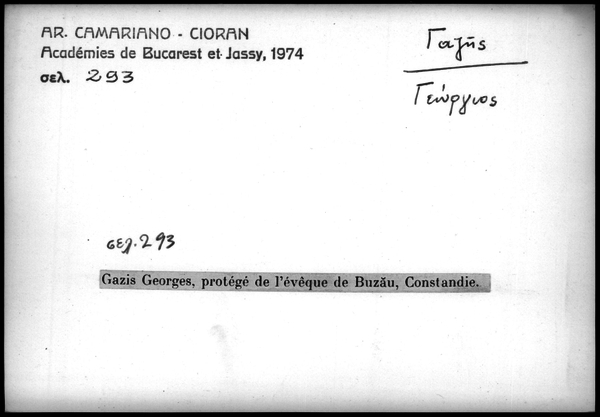 AR. CAMARIANO - CIORAN
Académies de Bucarest et Jassy, 1974
σελ. 293
Γαζῆς
Γεώργιος
σελ. 293
Gazis Georges, protégé de l'évêque de Buzău, Constandie.